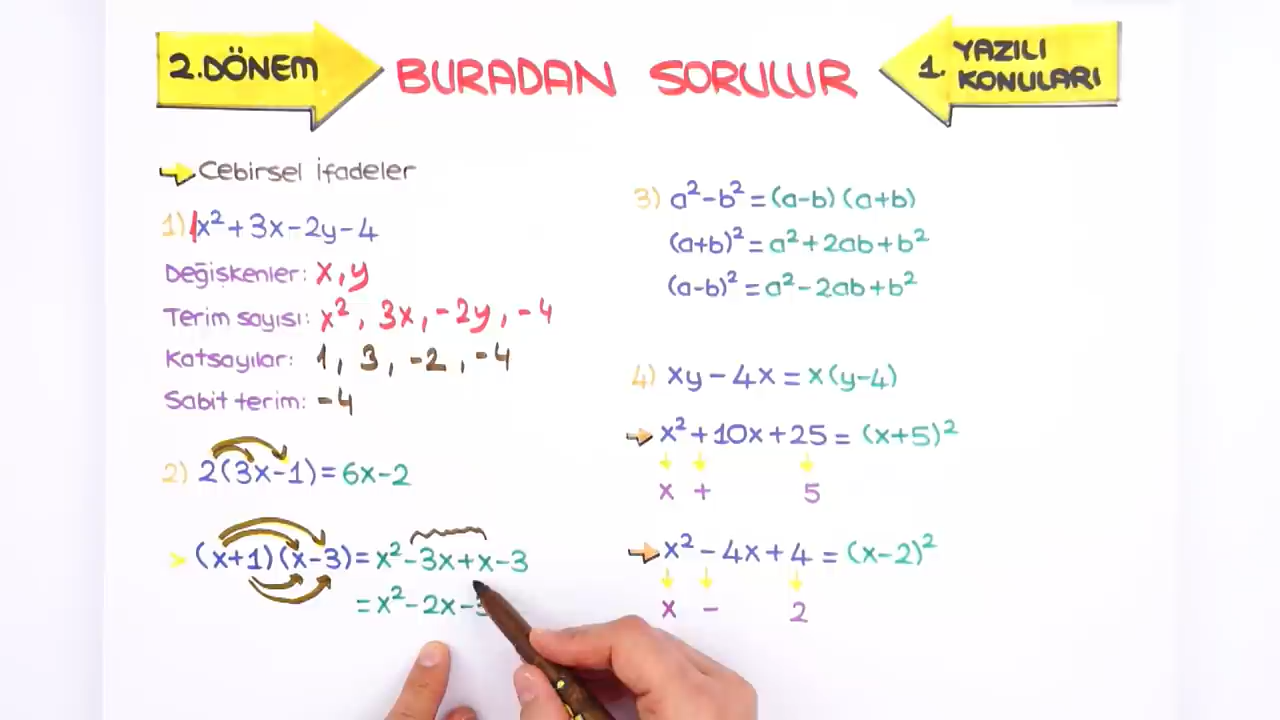 2.DÖNEM
BURADAN SORULUR
1. YAZILI
KONULARI
Cebirsel İfadeler
1) 1x² + 3x - 2y - 4
Değişkenler: x, y
Terim sayısı: x², 3x, -2y, -4
Katsayılar: 1, 3, -2, -4
Sabit terim: -4
2) 2(3x-1) = 6x-2
(x+1)(x-3) = x²-3x+x-3
= x²-2x-
3) a²-b² = (a-b)(a+b)
(a+b)² = a²+2ab+b²
(a-b)² = a²-2ab+b²
4) xy - 4x = x(y-4)
x²+10x+25 = (x+5)²
x + 5
x² - 4x + 4 = (x-2)²
x - 2